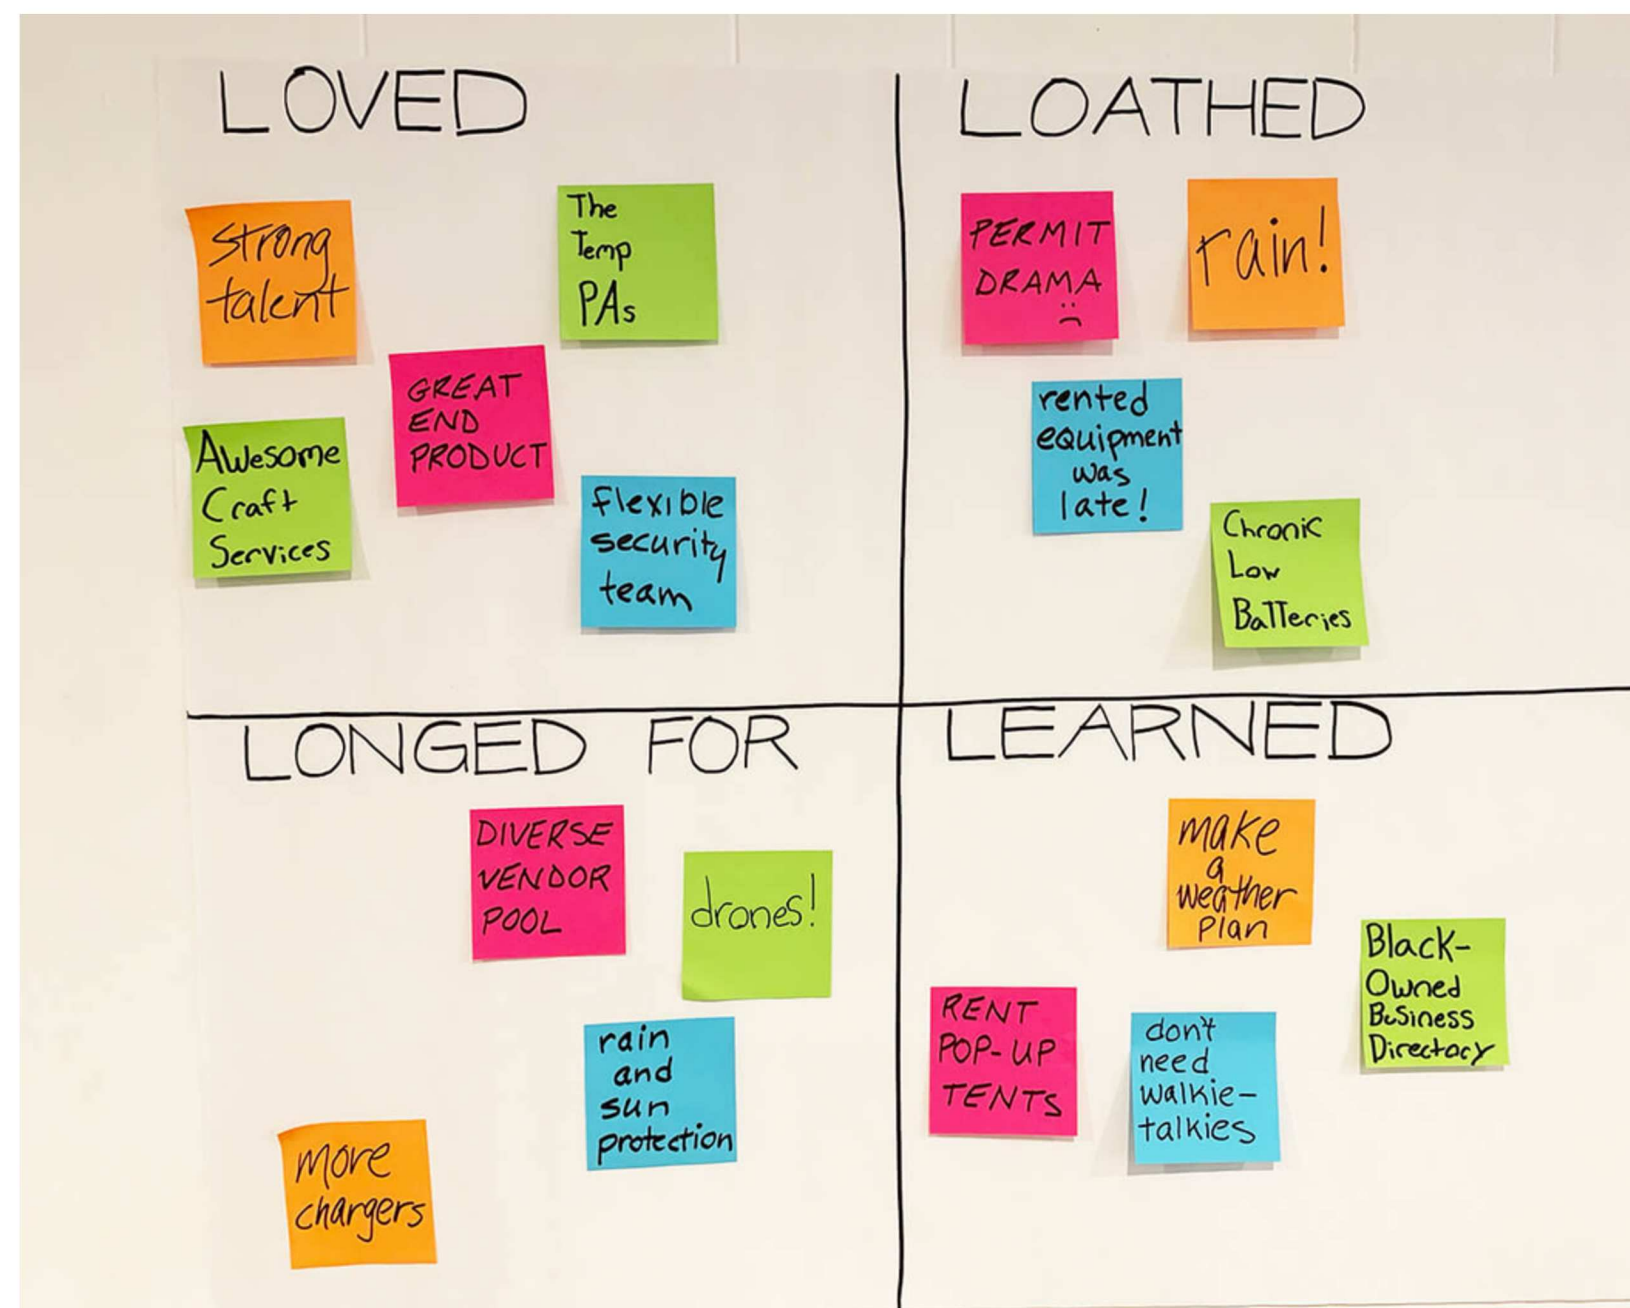 LOVED
strong
talent
The
Temp
PAs
GREAT
END
PRODUCT
Awesome
Craft
Services
flexible
security
team
LOATHED
PERMIT
DRAMA
:(
rain!
rented
equipment
was
late!
Chronic
Low
Batteries
LONGED FOR
DIVERSE
VENDOR
POOL
drones!
rain
and
sun
protection
more
chargers
LEARNED
make
a
weather
plan
Black-
Owned
Business
Directory
RENT
POP-UP
TENTS
don't
need
walkie-
talkies